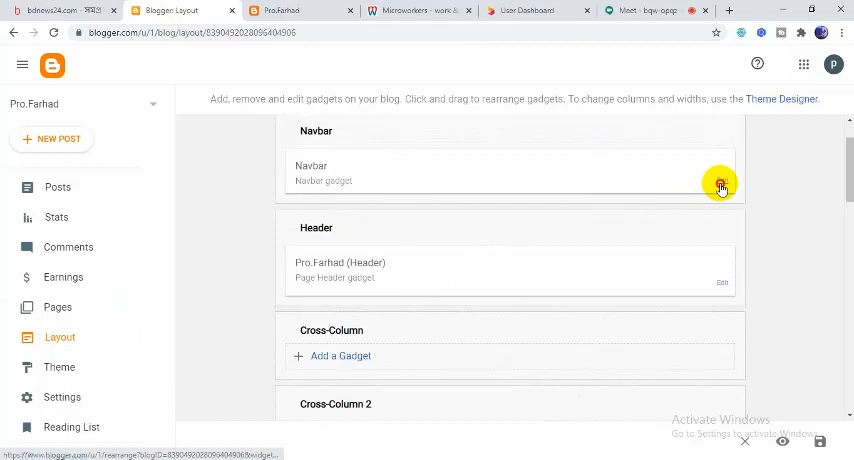 bdnews24.com - সমগ্র ব
Blogger: Layout
Pro.Farhad
Microworkers - work &
User Dashboard
Meet - bqw-opqz-
blogger.com/u/1/blog/layout/8390492028096404906
p
Pro.Farhad
Add, remove and edit gadgets on your blog. Click and drag to rearrange gadgets. To change columns and widths, use the Theme Designer.
NEW POST
Posts
Stats
Comments
Earnings
Pages
Layout
Theme
Settings
Reading List
Navbar
Navbar
Navbar gadget
Header
Pro.Farhad (Header)
Page Header gadget
Edit
Cross-Column
Add a Gadget
Cross-Column 2
Activate Windows
Go to Settings to activate Windows.
https://www.blogger.com/u/1/rearrange?blogID=8390492028096404906&widget...